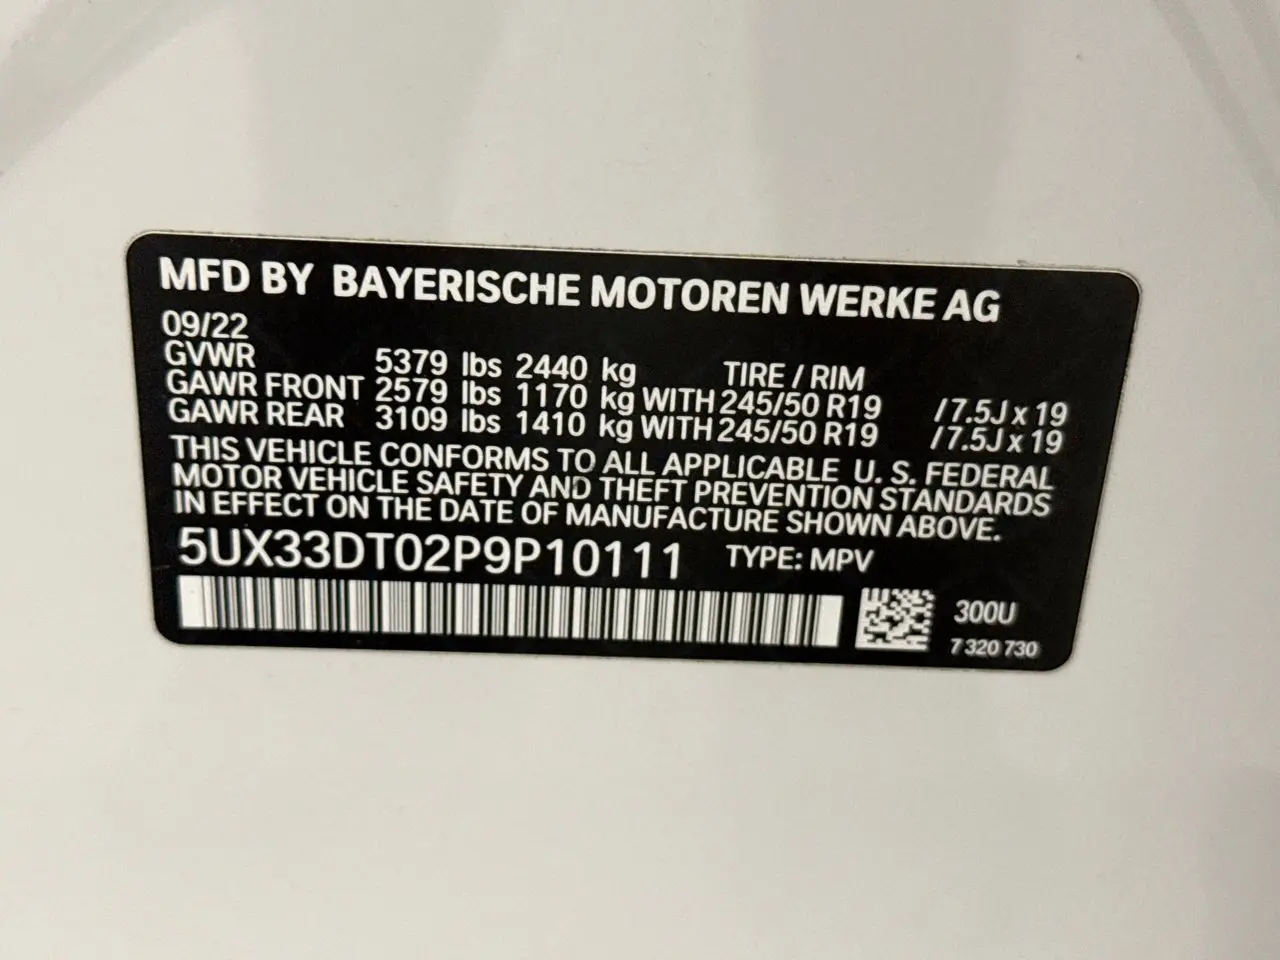 MFD BY BAYERISCHE MOTOREN WERKE AG
09/22
GVWR 5379 lbs 2440 kg TIRE / RIM
GAWR FRONT 2579 lbs 1170 kg WITH 245/50 R19 / 7.5J x 19
GAWR REAR 3109 lbs 1410 kg WITH 245/50 R19 / 7.5J x 19
THIS VEHICLE CONFORMS TO ALL APPLICABLE U. S. FEDERAL
MOTOR VEHICLE SAFETY AND THEFT PREVENTION STANDARDS
IN EFFECT ON THE DATE OF MANUFACTURE SHOWN ABOVE.
5UX33DT02P9P10111 TYPE: MPV
300U
7 320 730